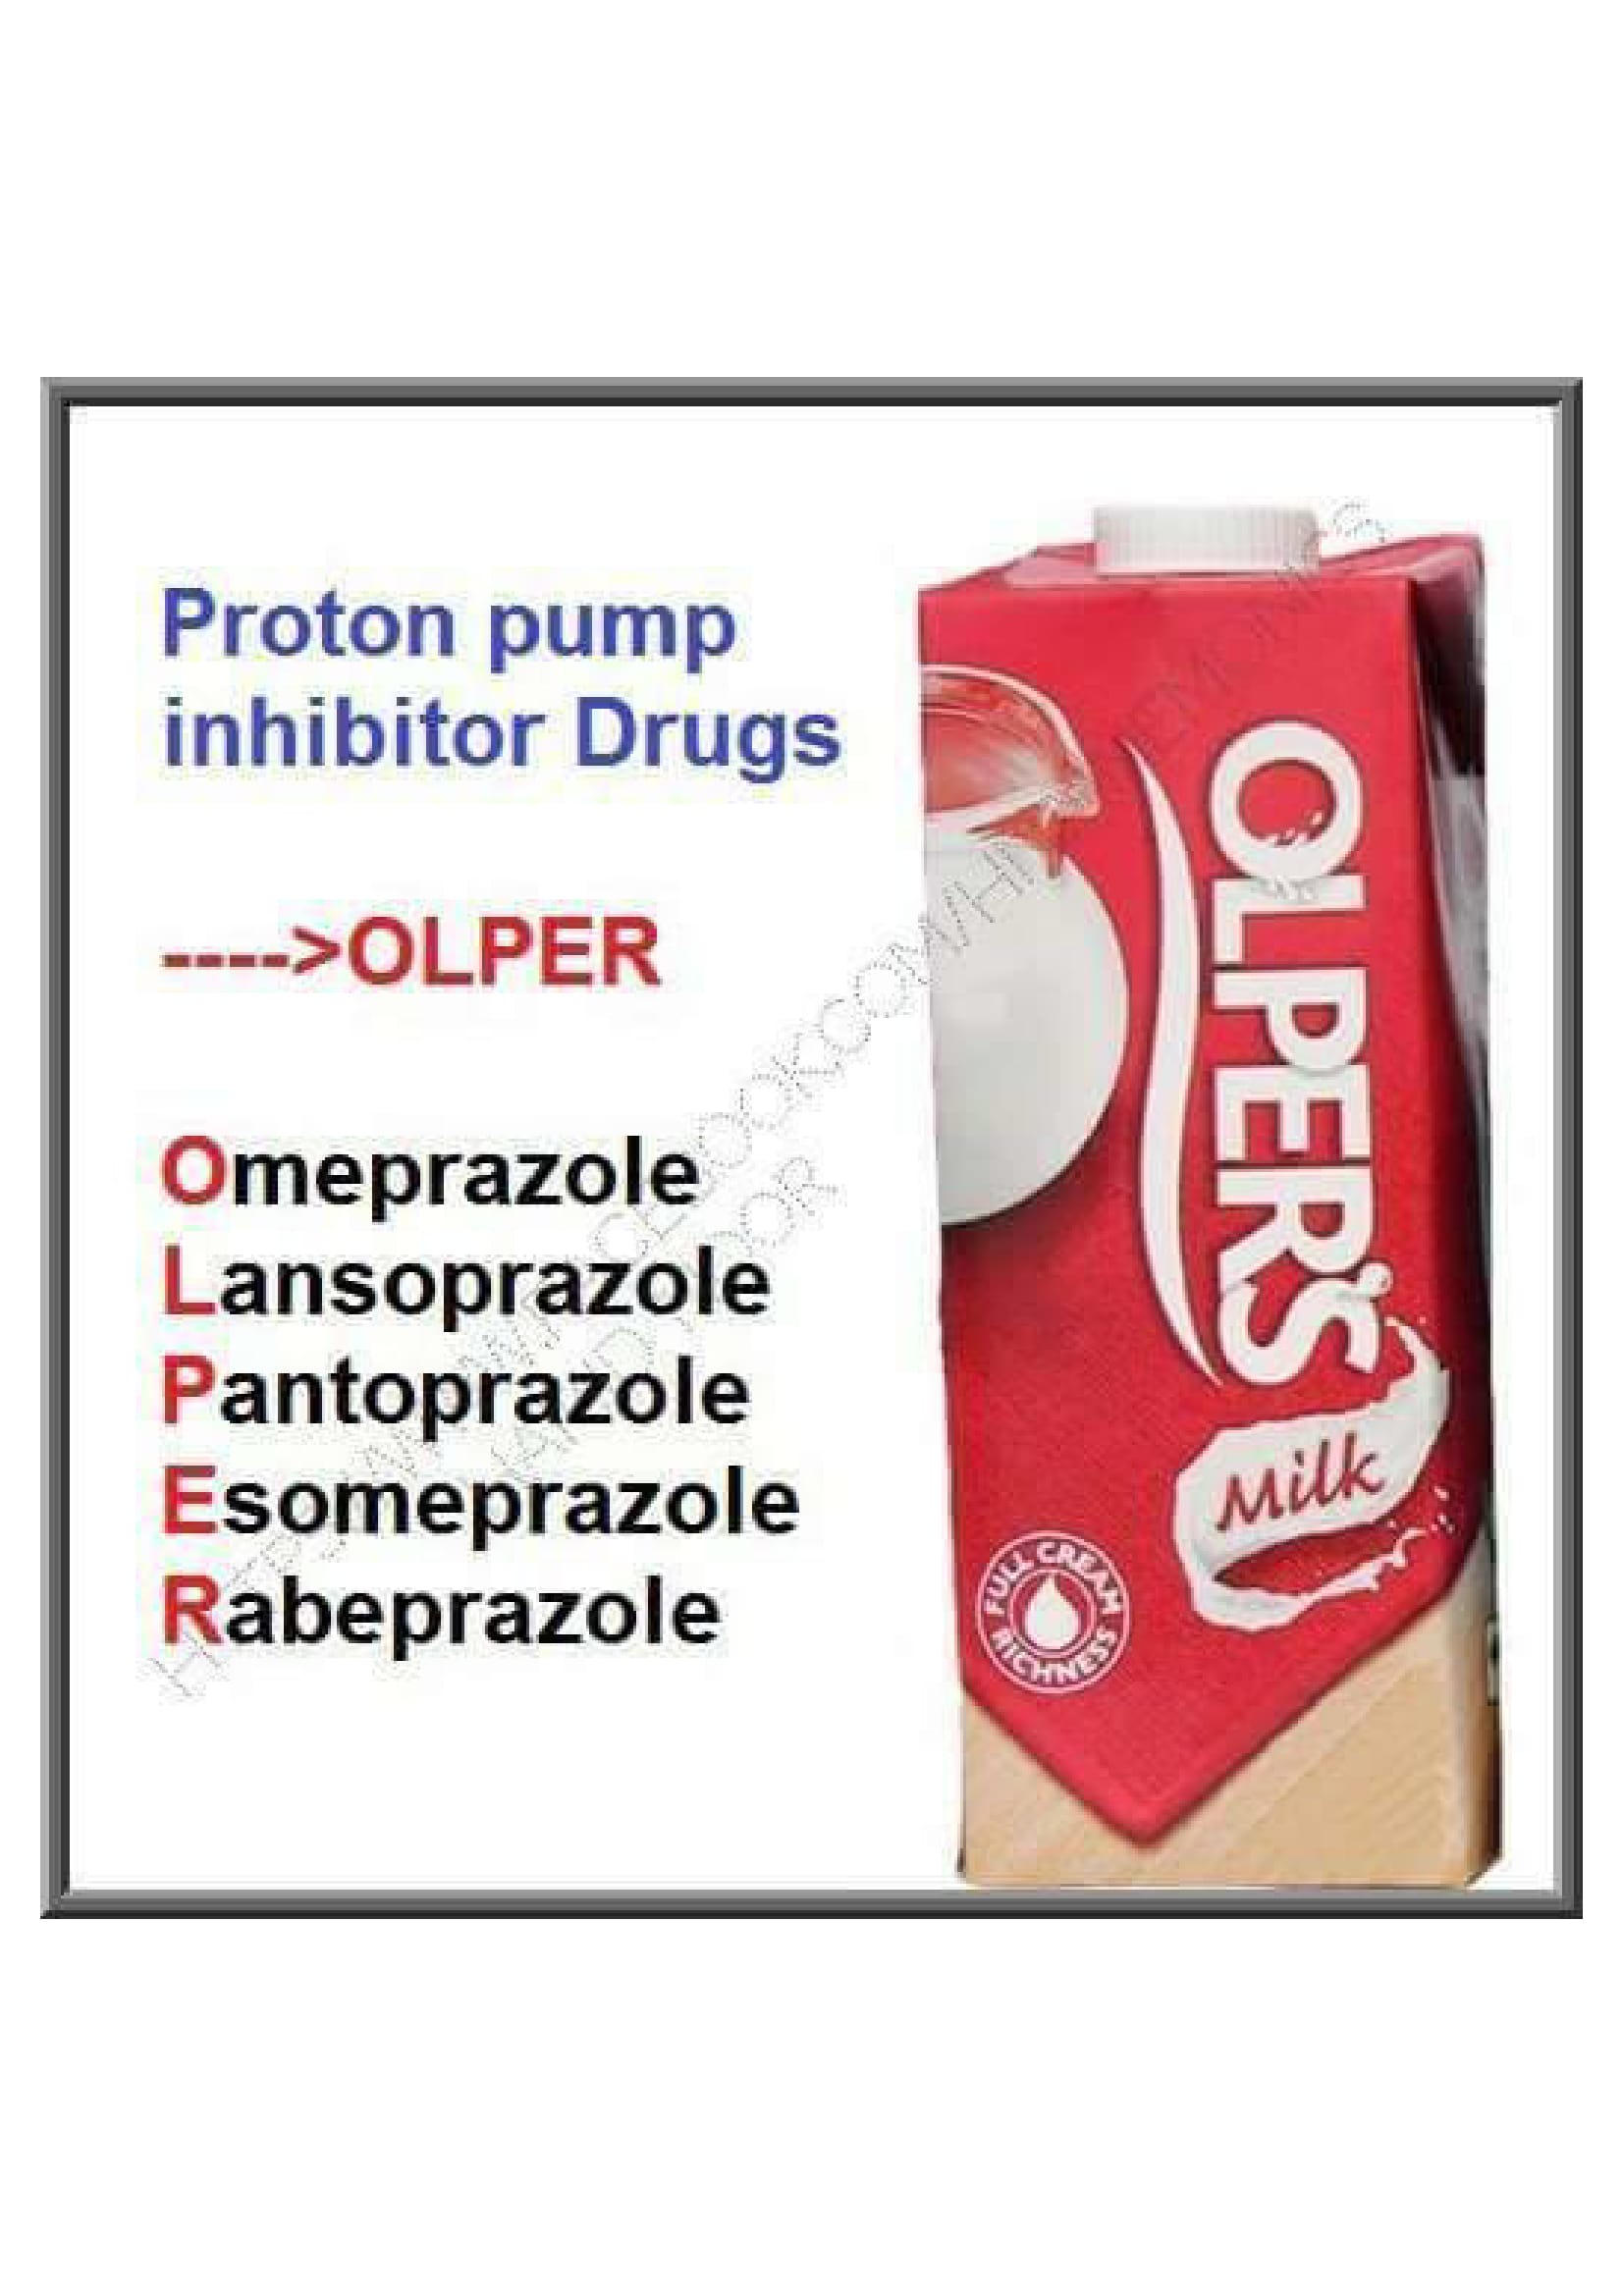 Proton pump
inhibitor Drugs
---->OLPER
Omeprazole
Lansoprazole
Pantoprazole
Esomeprazole
Rabeprazole
OLPER'S
Milk
FULL CREAM
RICHNESS